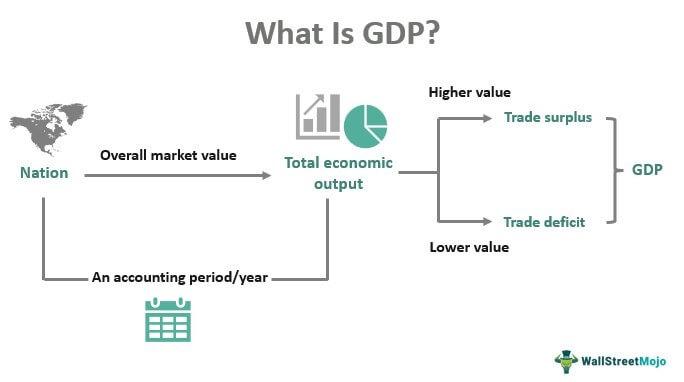 What Is GDP?
Higher value
Trade surplus
Overall market value
Nation
Total economic
output
GDP
Trade deficit
Lower value
An accounting period/year
WallStreetMojo